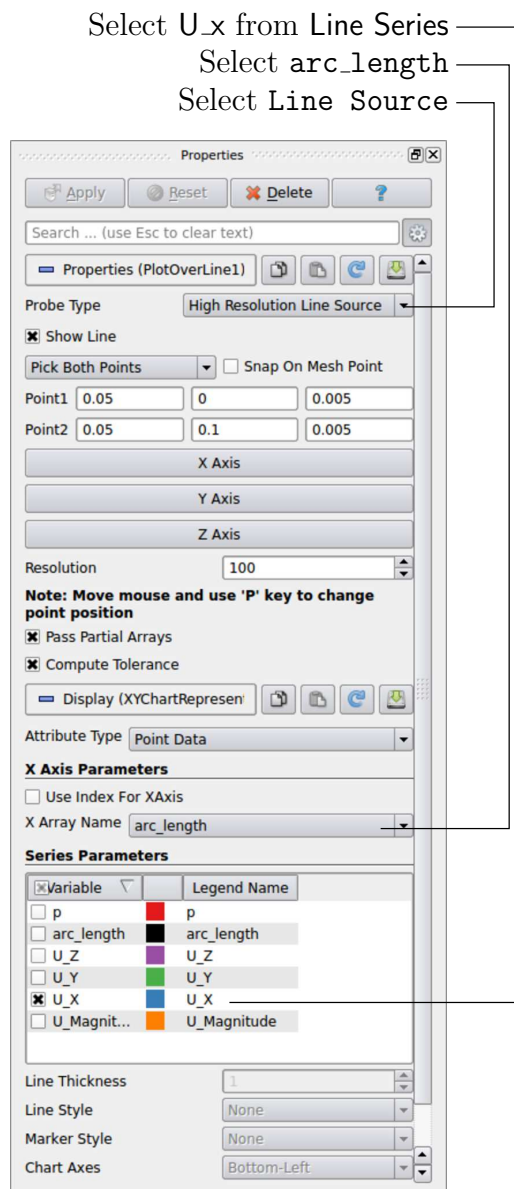 Select U_x from Line Series
Select arc_length
Select Line Source
Properties
Apply Reset Delete ?
Search ... (use Esc to clear text)
Properties (PlotOverLine1)
Probe Type High Resolution Line Source
Show Line
Pick Both Points Snap On Mesh Point
Point1 0.05 0 0.005
Point2 0.05 0.1 0.005
X Axis
Y Axis
Z Axis
Resolution 100
Note: Move mouse and use 'P' key to change
point position
Pass Partial Arrays
Compute Tolerance
Display (XYChartRepresen
Attribute Type Point Data
X Axis Parameters
Use Index For XAxis
X Array Name arc_length
Series Parameters
Variable Legend Name
p p
arc_length arc_length
U_Z U_Z
U_Y U_Y
U_X U_X
U_Magnit... U_Magnitude
Line Thickness 1
Line Style None
Marker Style None
Chart Axes Bottom-Left